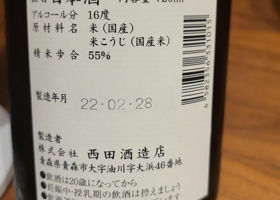 日本酒 内容量 720ml
アルコール分 16度
原材料名 米(国産)
米こうじ(国産米)
精米歩合 55%
製造年月 22.02.28
製造者
株式会社 西田酒造店
青森県青森市大字油川字大浜46番地
●飲酒は20歳になってから
●妊娠中・授乳期の飲酒は控えましょう